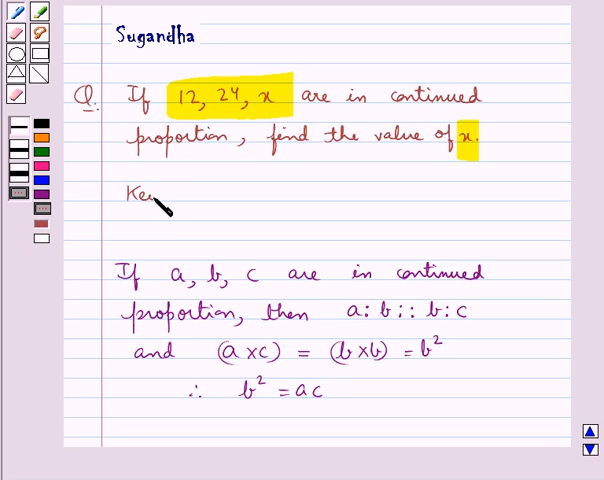 Sugandha
Q. If 12, 24, x are in continued
proportion, find the value of x.
Ke
If a, b, c are in continued
proportion, then a : b :: b : c
and (a × c) = (b × b) = b²
∴ b² = ac